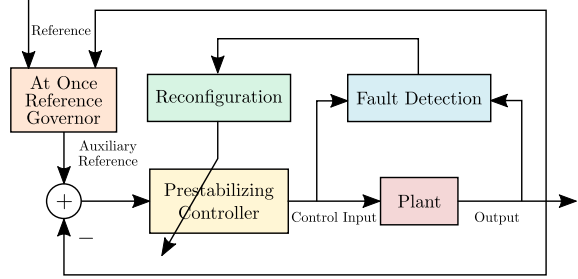 Reference
At Once
Reference
Governor
Reconfiguration
Fault Detection
Auxiliary
Reference
+
Prestabilizing
Controller
Control Input
Plant
Output
−